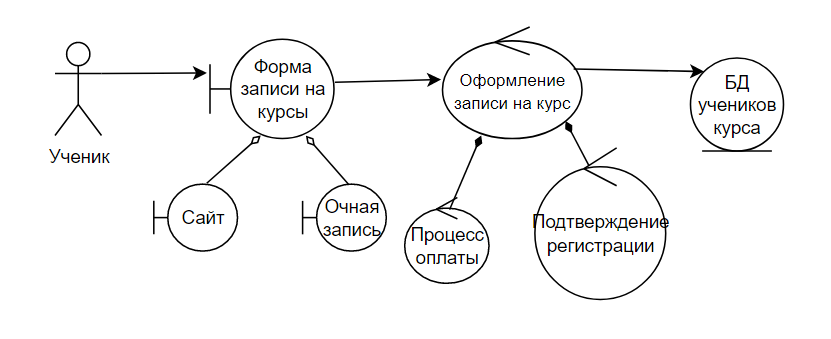 Форма
записи на
курсы
Оформление
записи на курс
БД
учеников
курса
Ученик
Сайт
Очная
запись
Процесс
оплаты
Подтверждение
регистрации